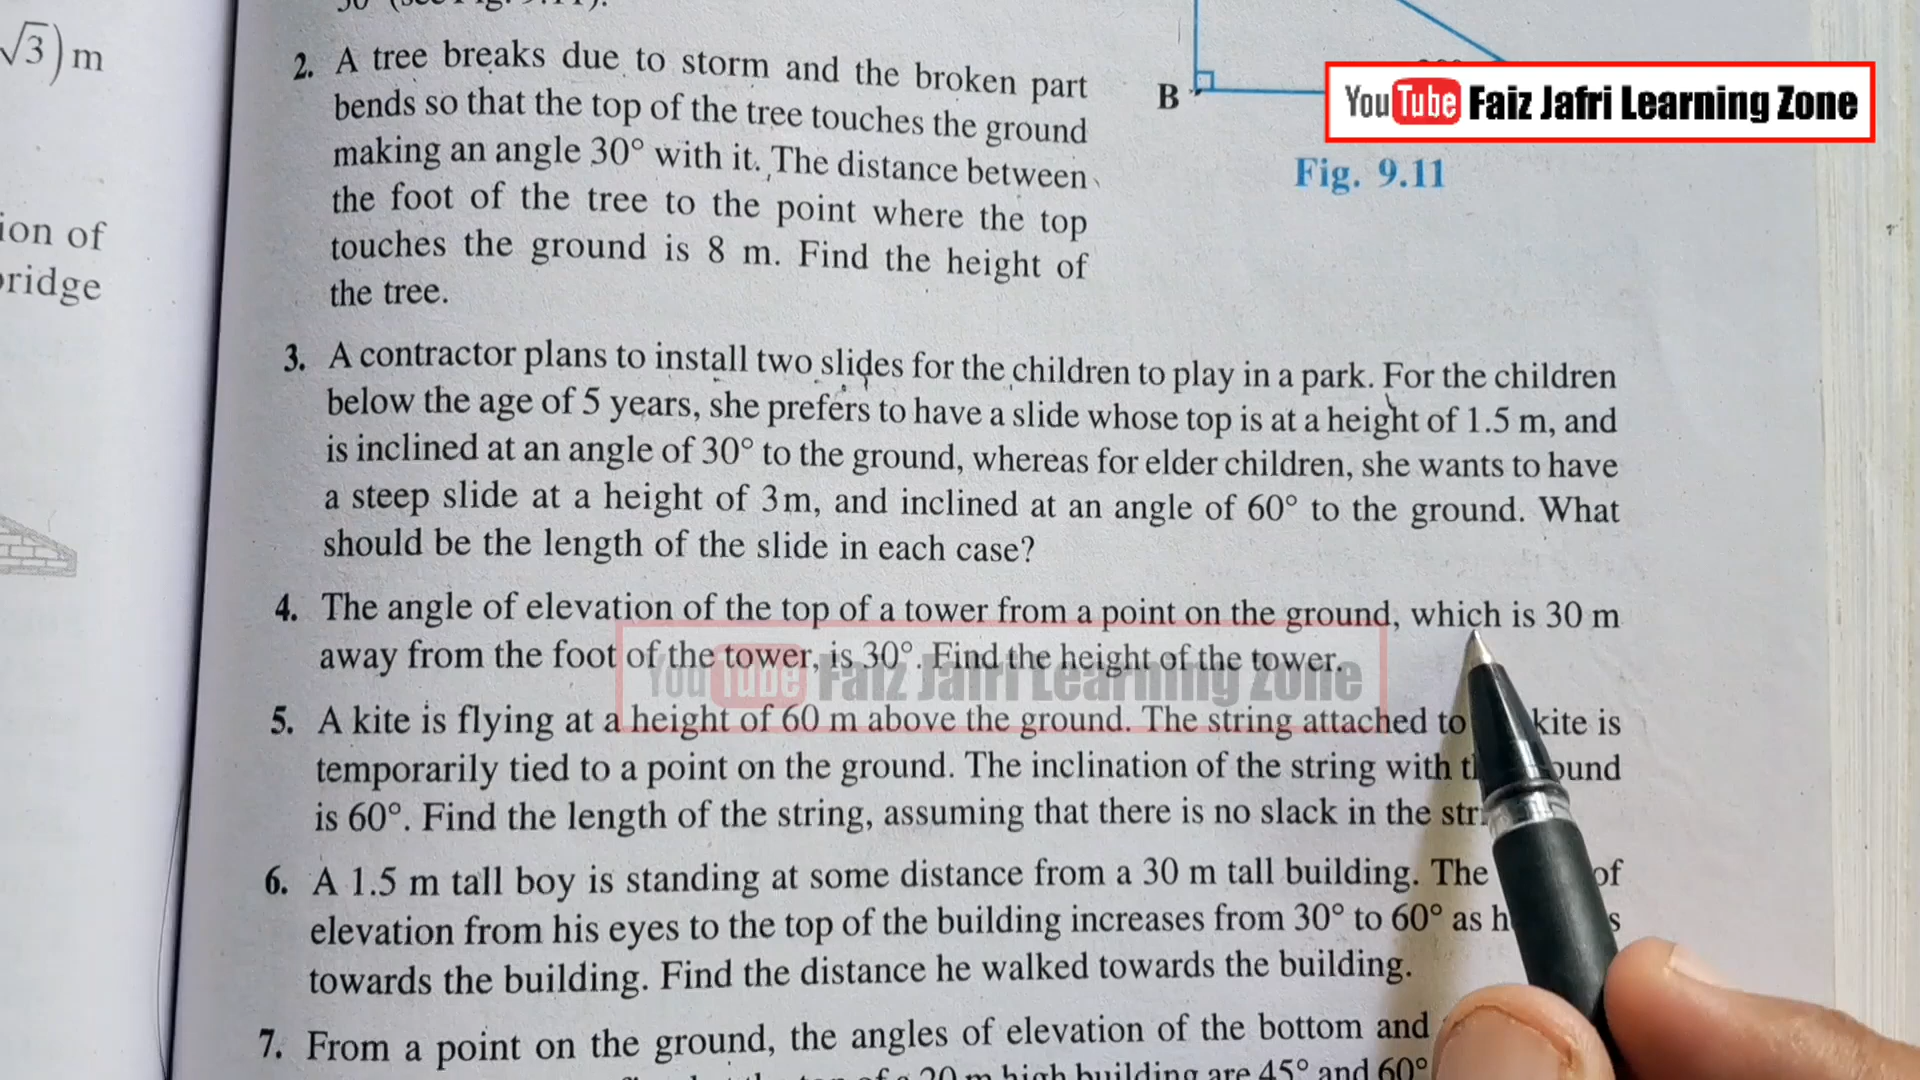 √3) m
ion of
ridge
2. A tree breaks due to storm and the broken part
bends so that the top of the tree touches the ground
making an angle 30° with it. The distance between
the foot of the tree to the point where the top
touches the ground is 8 m. Find the height of
the tree.
B
YouTube Faiz Jafri Learning Zone
Fig. 9.11
3. A contractor plans to install two slides for the children to play in a park. For the children
below the age of 5 years, she prefers to have a slide whose top is at a height of 1.5 m, and
is inclined at an angle of 30° to the ground, whereas for elder children, she wants to have
a steep slide at a height of 3m, and inclined at an angle of 60° to the ground. What
should be the length of the slide in each case?
4. The angle of elevation of the top of a tower from a point on the ground, which is 30 m
away from the foot of the tower, is 30°. Find the height of the tower.
YouTube Faiz Jafri Learning Zone
5. A kite is flying at a height of 60 m above the ground. The string attached to kite is
temporarily tied to a point on the ground. The inclination of the string with
is 60°. Find the length of the string, assuming that there is no slack in the
6. A 1.5 m tall boy is standing at some distance from a 30 m tall building. The of
elevation from his eyes to the top of the building increases from 30° to 60° as
towards the building. Find the distance he walked towards the building.
7. From a point on the ground, the angles of elevation of the bottom and
20 m high building are 45° and 60°